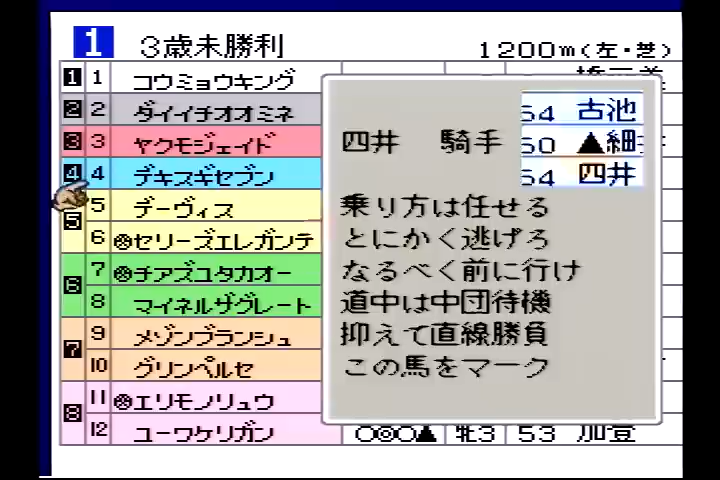 1 3歳未勝利 1200m(左・芝)
1 1 コウミョウキング
2 2 ダイイチオオミネ 54 古池
3 3 ヤクモジェイド 50 ▲細
4 4 デキスギセブン 54 四井
5 5 デーヴィス
6 ◎セリーズエレガンテ
6 7 ◎チアズユタカオー
8 マイネルザグレート
7 9 メゾンブランシュ
10 グリンペルセ
8 11 ◎エリモノリュウ
12 ユーワケリガン ○◎○▲ 牝3 53 加登
四井 騎手
乗り方は任せる
とにかく逃げろ
なるべく前に行け
道中は中団待機
抑えて直線勝負
この馬をマーク